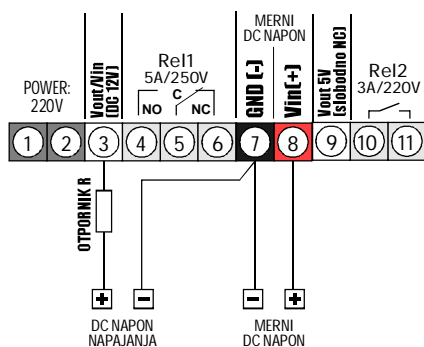 MERNI
DC NAPON
POWER:
220V
Vout/Vin
(DC 12V)
Rel1
5A/250V
C
NO
NC
GND (-)
Vin(+)
Vout 5V
(slobodno NC)
Rel2
3A/220V
1 2 3 4 5 6 7 8 9 10 11
OTPORNIK R
+ - - +
DC NAPON
NAPAJANJA
MERNI
DC NAPON